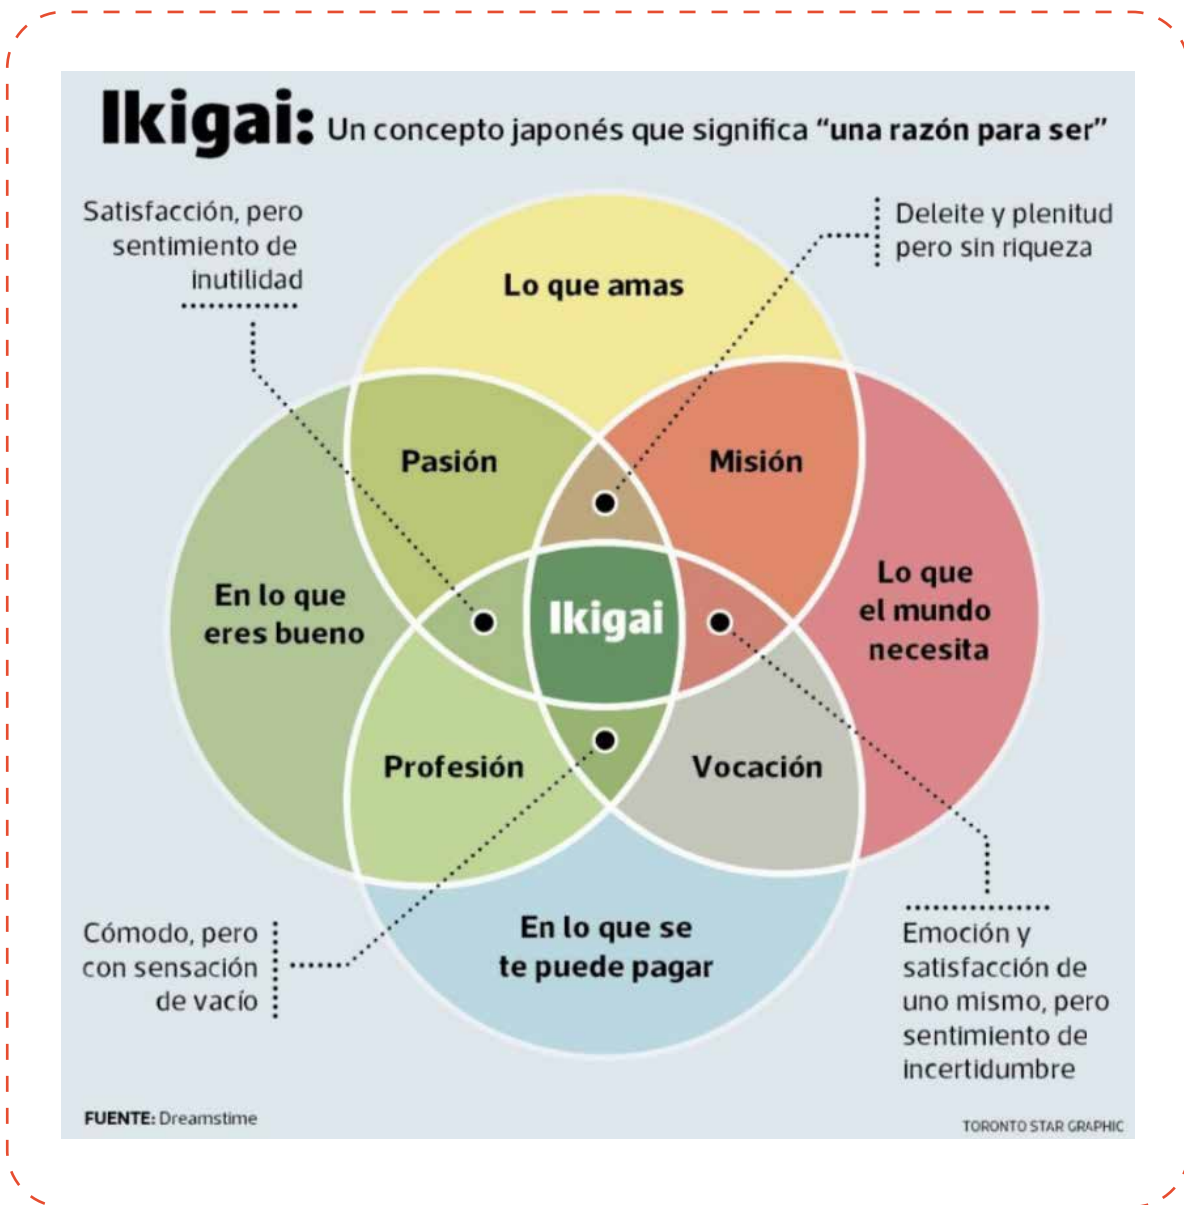 Ikigai: Un concepto japonés que significa “una razón para ser”
Satisfacción, pero
sentimiento de
inutilidad
Deleite y plenitud
pero sin riqueza
Lo que amas
Pasión
Misión
En lo que
eres bueno
Ikigai
Lo que
el mundo
necesita
Profesión
Vocación
En lo que se
te puede pagar
Cómodo, pero
con sensación
de vacío
Emoción y
satisfacción de
uno mismo, pero
sentimiento de
incertidumbre
FUENTE: Dreamstime
TORONTO STAR GRAPHIC